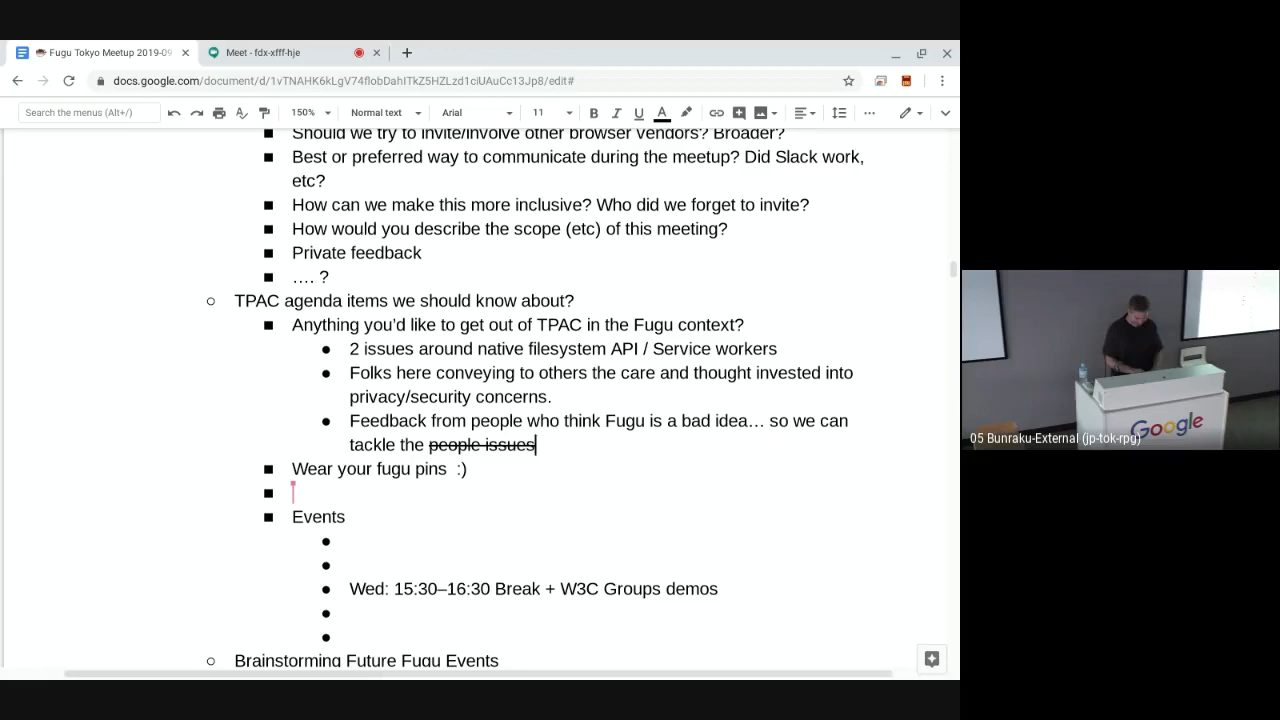 🐡 Fugu Tokyo Meetup 2019-09
Meet - fdx-xfff-hje
docs.google.com/document/d/1vTNAHK6kLgV74flobDahITkZ5HZLzd1ciUAuCc13Jp8/edit#
Search the menus (Alt+/)
150%
Normal text
Arial
11
Should we try to invite/involve other browser vendors? Broader?
Best or preferred way to communicate during the meetup? Did Slack work,
etc?
How can we make this more inclusive? Who did we forget to invite?
How would you describe the scope (etc) of this meeting?
Private feedback
…. ?
TPAC agenda items we should know about?
Anything you’d like to get out of TPAC in the Fugu context?
2 issues around native filesystem API / Service workers
Folks here conveying to others the care and thought invested into
privacy/security concerns.
Feedback from people who think Fugu is a bad idea… so we can
tackle the people issues
Wear your fugu pins  :)
Events
Wed: 15:30–16:30 Break + W3C Groups demos
Brainstorming Future Fugu Events
Google
05 Bunraku-External (jp-tok-rpg)